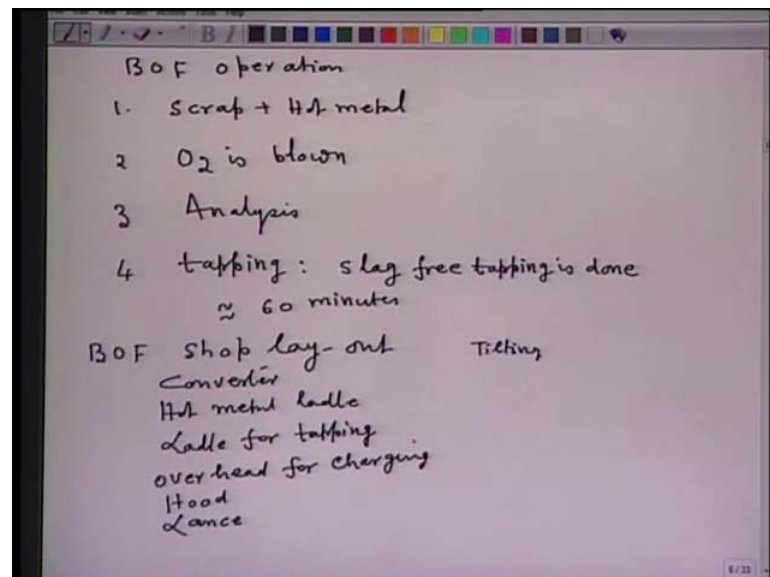 BOF operation
1. Scrap + Hot metal
2 O2 is blown
3 Analysis
4 tapping : slag free tapping is done
≈ 60 minutes
BOF shop lay-out Tilting
Converter
Hot metal ladle
Ladle for tapping
overhead for charging
Hood
Lance
6/33